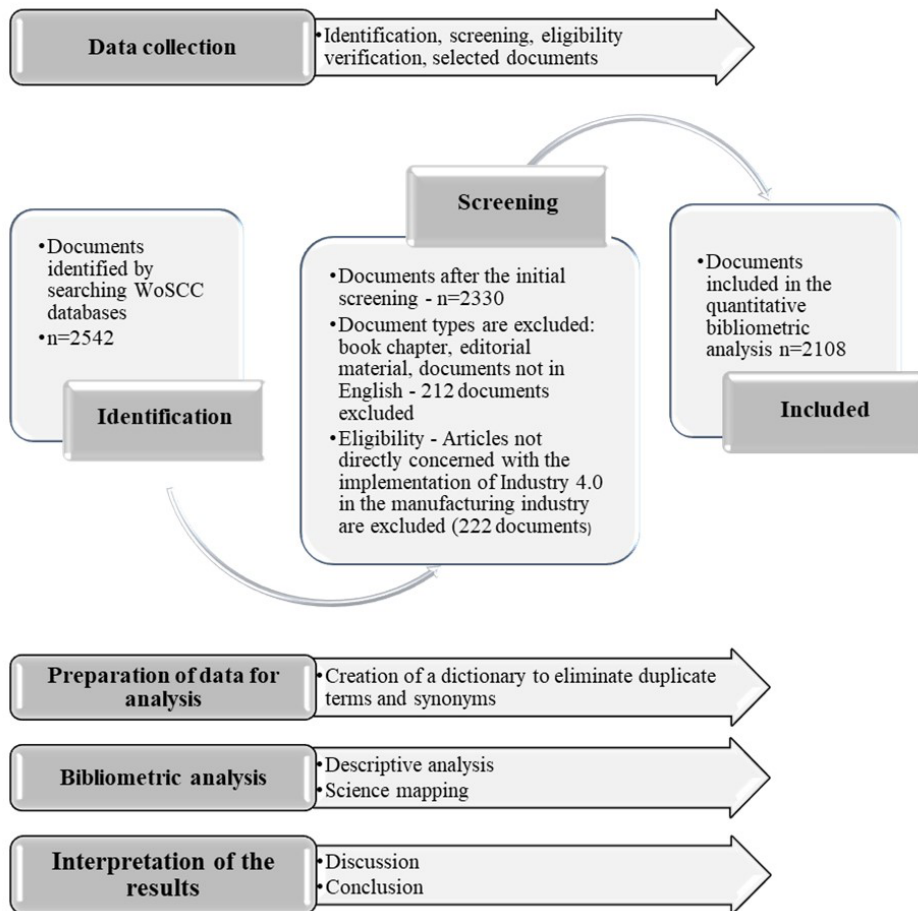 Data collection
•Identification, screening, eligibility
verification, selected documents
•Documents
identified by
searching WoSCC
databases
•n=2542
Identification
Screening
•Documents after the initial
screening - n=2330
•Document types are excluded:
book chapter, editorial
material, documents not in
English - 212 documents
excluded
•Eligibility - Articles not
directly concerned with the
implementation of Industry 4.0
in the manufacturing industry
are excluded (222 documents)
•Documents
included in the
quantitative
bibliometric
analysis n=2108
Included
Preparation of data for
analysis
•Creation of a dictionary to eliminate duplicate
terms and synonyms
Bibliometric analysis
•Descriptive analysis
•Science mapping
Interpretation of the
results
•Discussion
•Conclusion